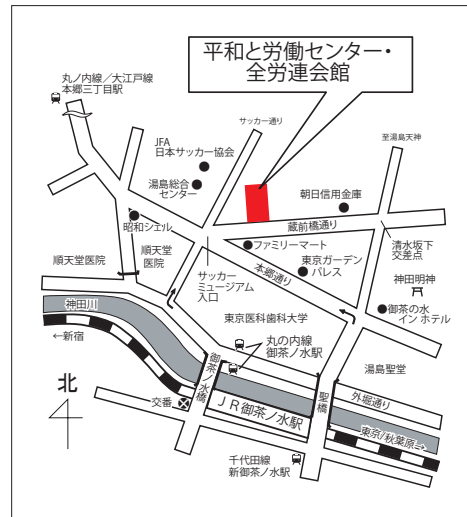 平和と労働センター・
全労連会館
丸ノ内線／大江戸線
本郷三丁目駅
サッカー通り
至湯島天神
JFA
日本サッカー協会
湯島総合
センター
朝日信用金庫
昭和シェル
蔵前橋通り
順天堂医院
順天堂
医院
ファミリーマート
清水坂下
交差点
サッカー
ミュージアム
入口
本郷通り
東京ガーデン
パレス
神田明神
御茶の水
イン ホテル
神田川
東京医科歯科大学
←新宿
丸の内線
御茶ノ水駅
御茶ノ水橋
湯島聖堂
北
交番
JR御茶ノ水駅
聖橋
外堀通り
東京/秋葉原→
千代田線
新御茶ノ水駅